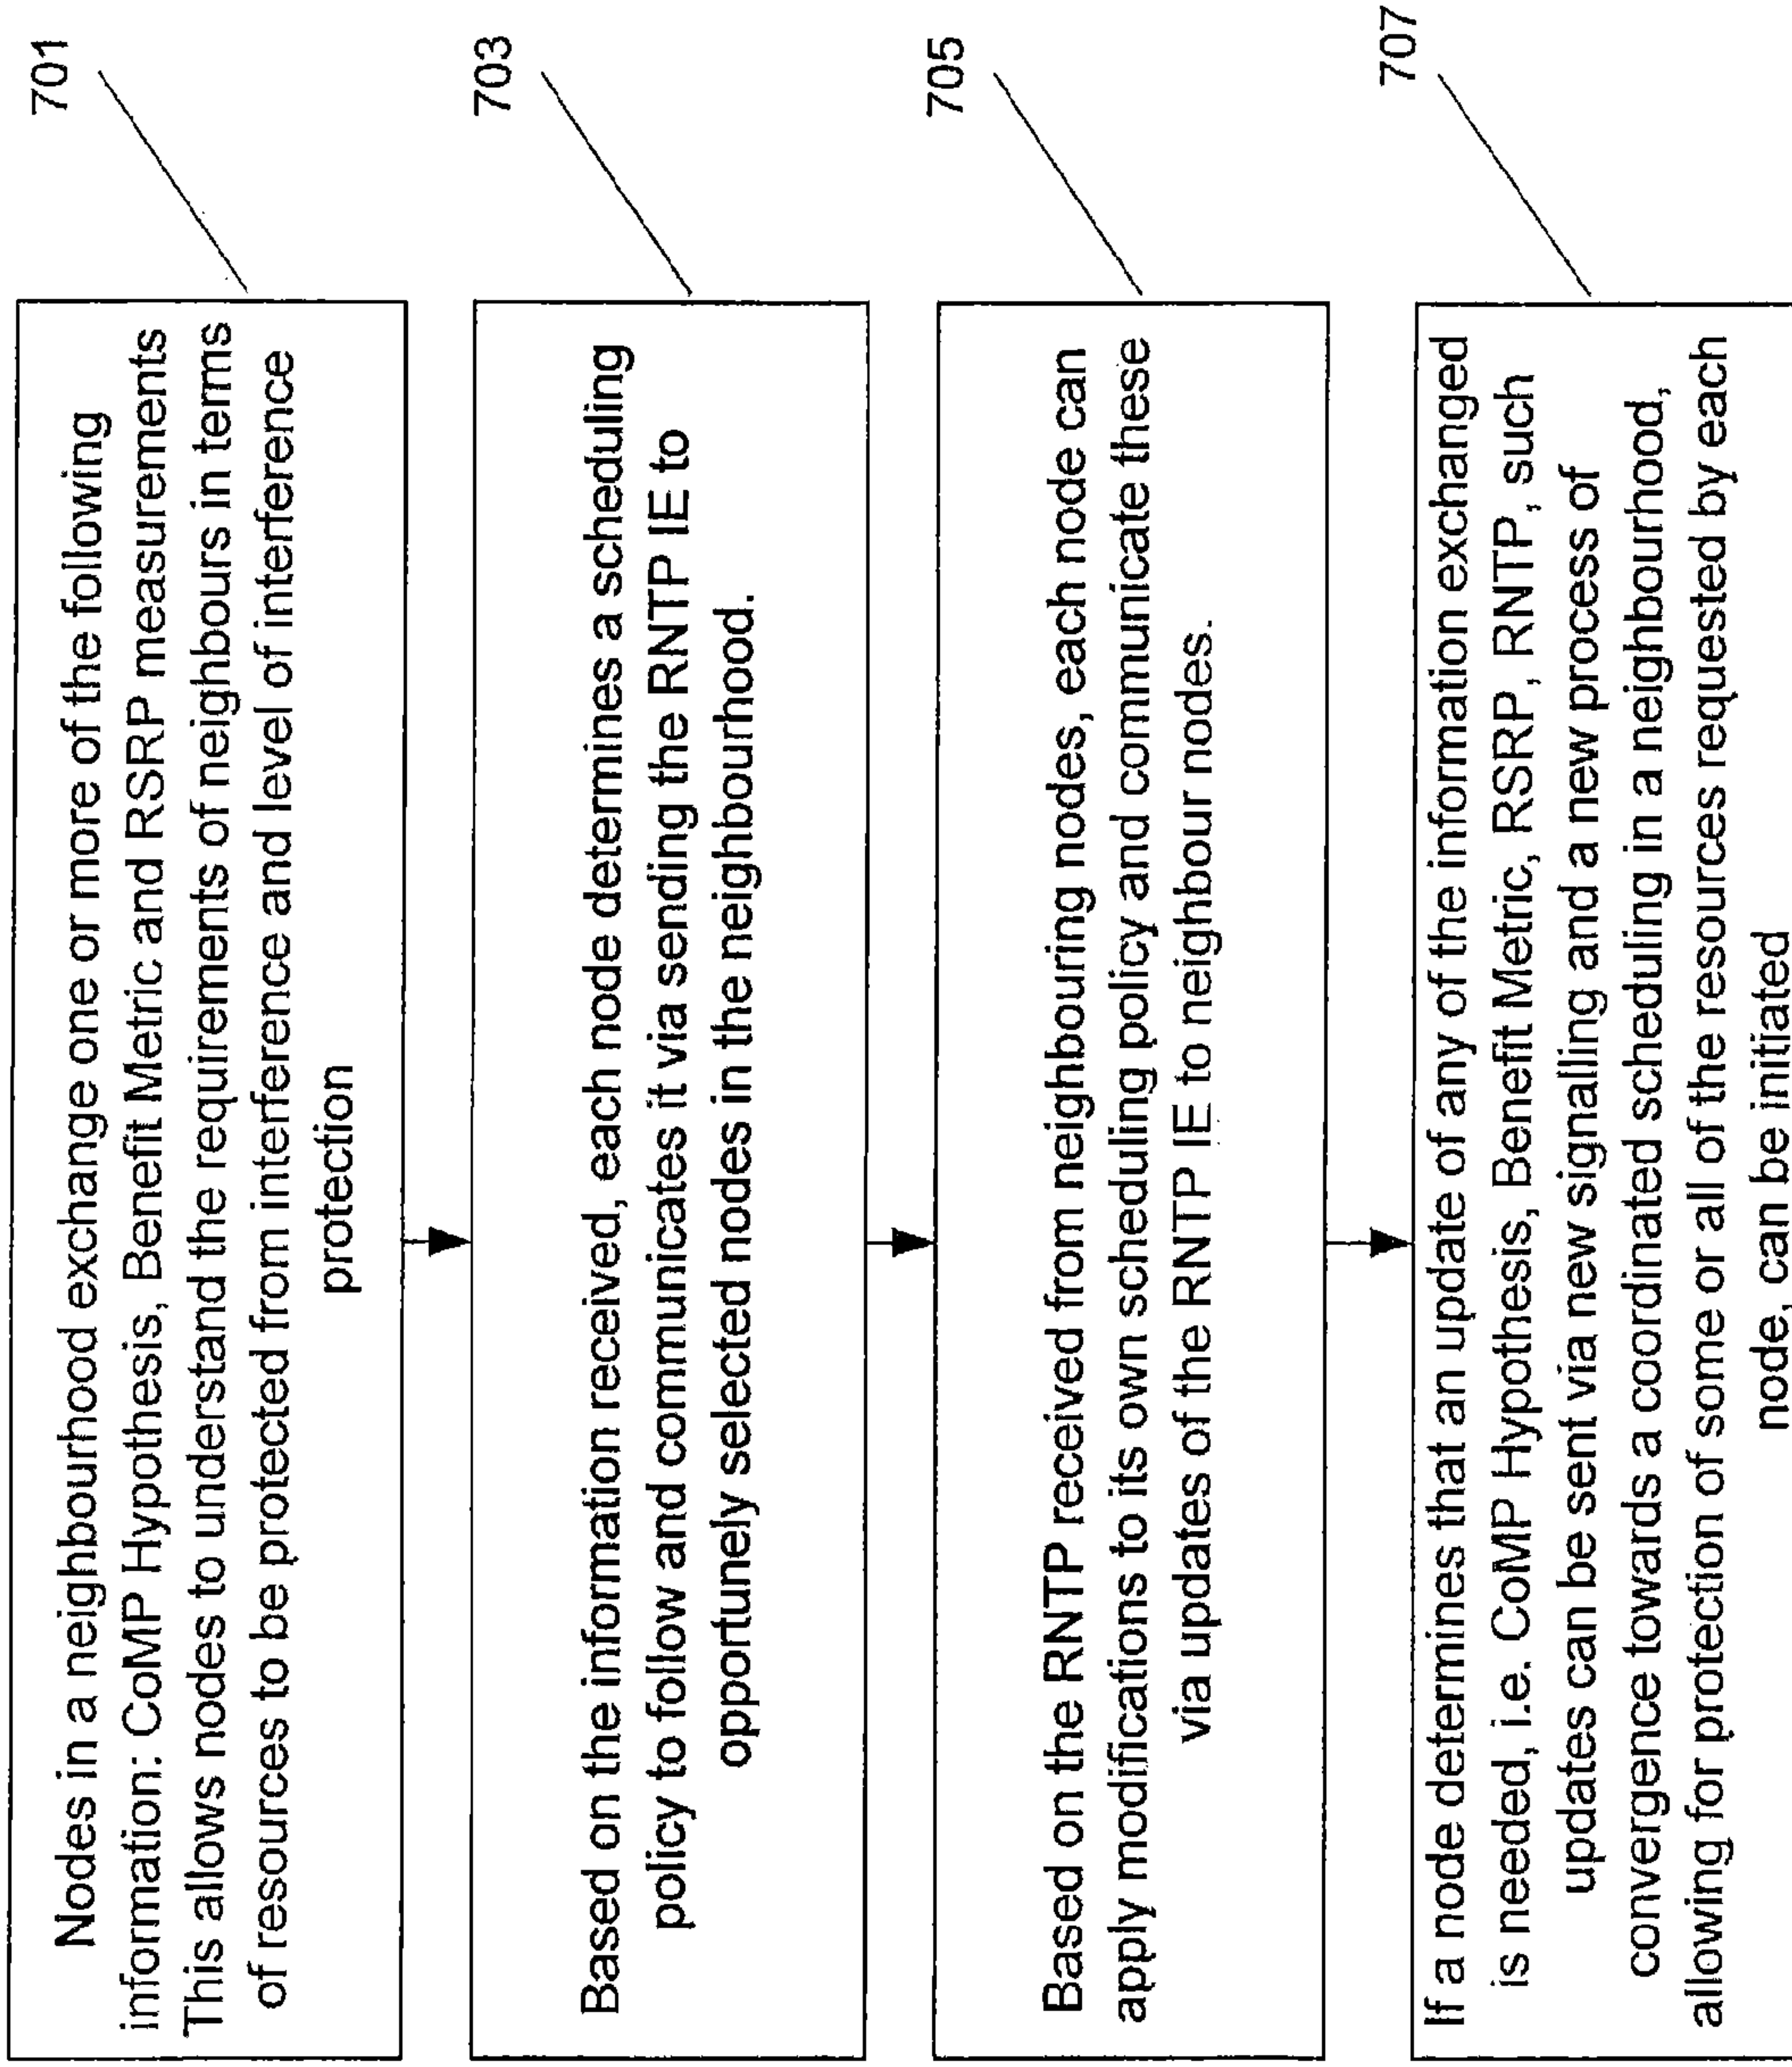 701
Nodes in a neighbourhood exchange one or more of the following
information: CoMP Hypothesis, Benefit Metric and RSRP measurements
This allows nodes to understand the requirements of neighbours in terms
of resources to be protected from interference and level of interference
protection
703
Based on the information received, each node determines a scheduling
policy to follow and communicates it via sending the RNTP IE to
opportunely selected nodes in the neighbourhood.
705
Based on the RNTP received from neighbouring nodes, each node can
apply modifications to its own scheduling policy and communicate these
via updates of the RNTP IE to neighbour nodes.
707
If a node determines that an update of any of the information exchanged
is needed, i.e. CoMP Hypothesis, Benefit Metric, RSRP, RNTP, such
updates can be sent via new signalling and a new process of
convergence towards a coordinated scheduling in a neighbourhood,
allowing for protection of some or all of the resources requested by each
node, can be initiated